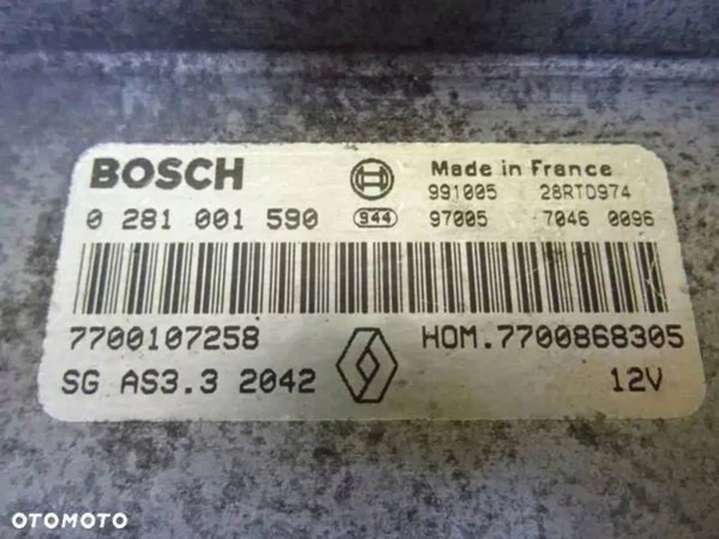 BOSCH Made in France
991005 28RTD974
0 281 001 590 944 97005 7046 0096
7700107258 HOM.7700868305
SG AS3.3 2042 12V
OTOMOTO